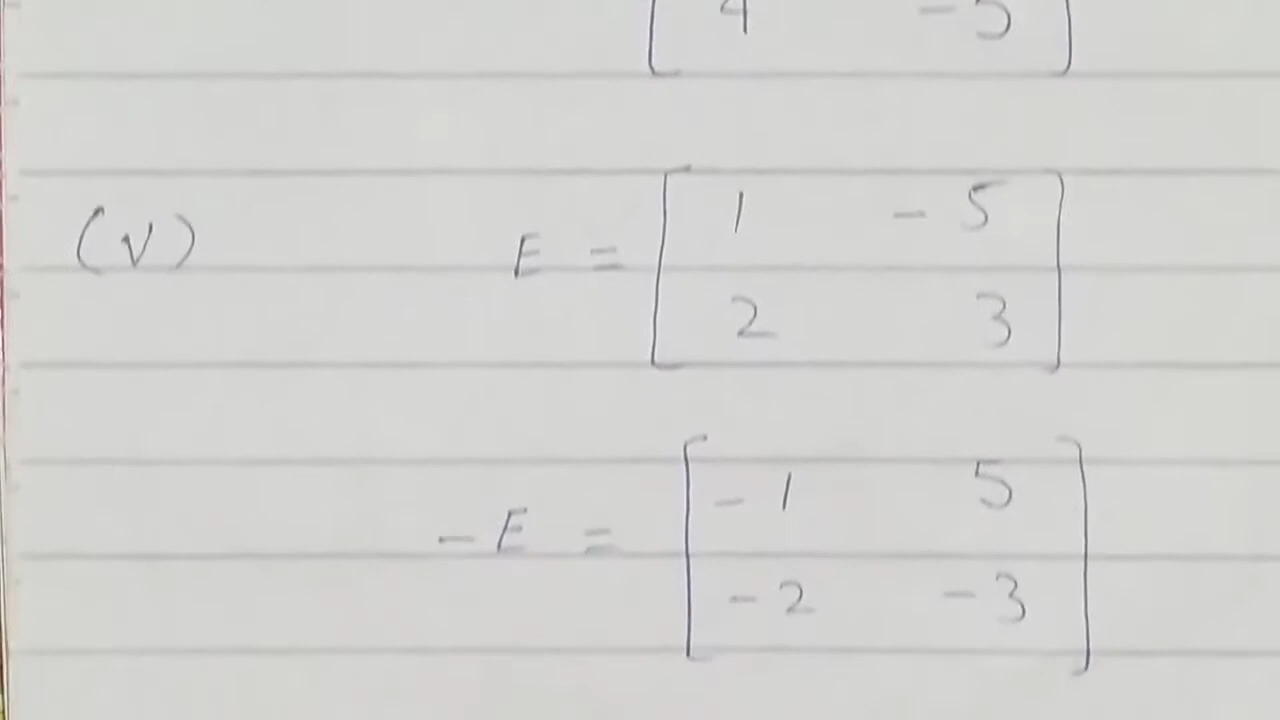 4 -5
(V) E = [ 1 -5
2 3 ]
-E = [ -1 5
-2 -3 ]